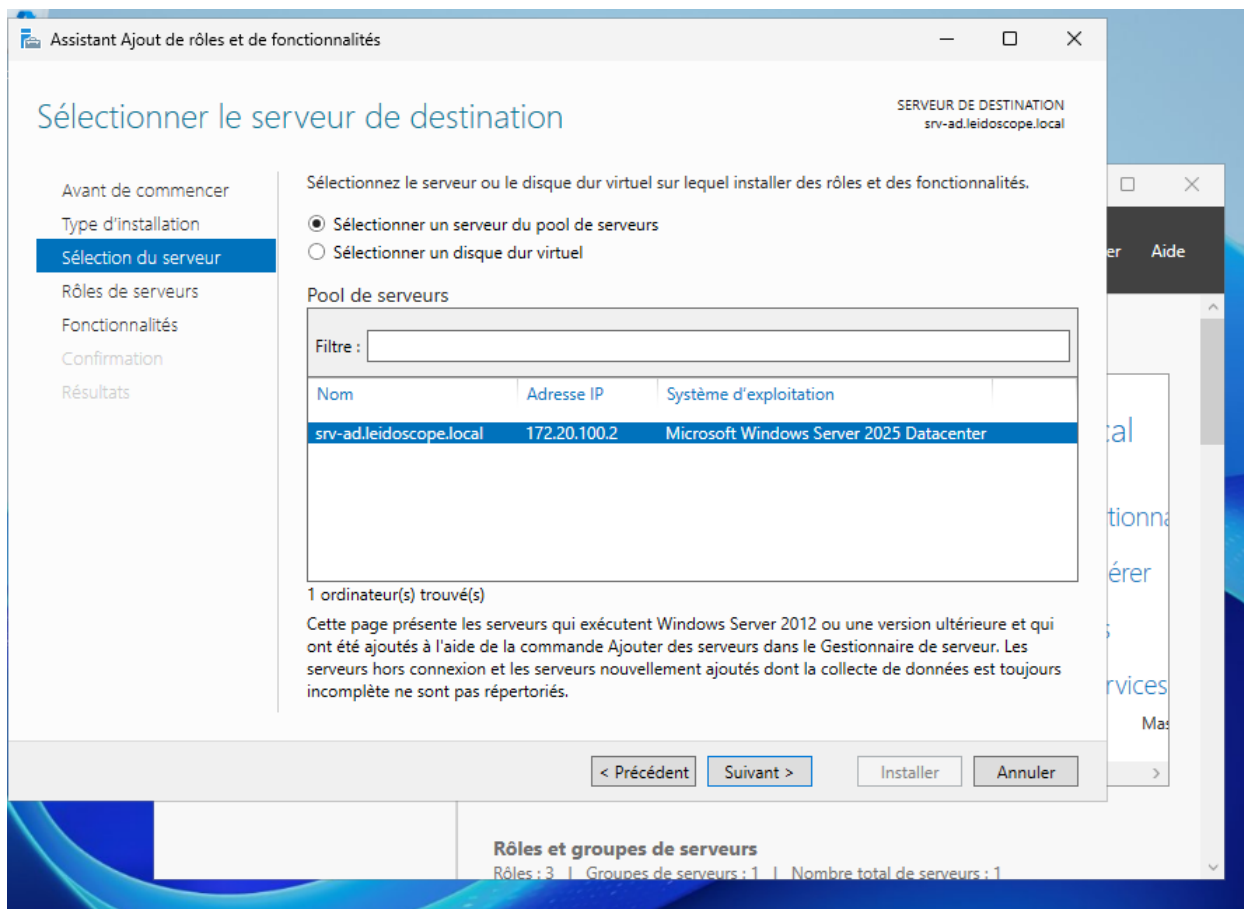 Assistant Ajout de rôles et de fonctionnalités
Sélectionner le serveur de destination
SERVEUR DE DESTINATION
srv-ad.leidoscope.local
Avant de commencer
Type d'installation
Sélection du serveur
Rôles de serveurs
Fonctionnalités
Confirmation
Résultats
Sélectionnez le serveur ou le disque dur virtuel sur lequel installer des rôles et des fonctionnalités.
Sélectionner un serveur du pool de serveurs
Sélectionner un disque dur virtuel
Pool de serveurs
Filtre :
Nom Adresse IP Système d'exploitation
srv-ad.leidoscope.local 172.20.100.2 Microsoft Windows Server 2025 Datacenter
1 ordinateur(s) trouvé(s)
Cette page présente les serveurs qui exécutent Windows Server 2012 ou une version ultérieure et qui
ont été ajoutés à l'aide de la commande Ajouter des serveurs dans le Gestionnaire de serveur. Les
serveurs hors connexion et les serveurs nouvellement ajoutés dont la collecte de données est toujours
incomplète ne sont pas répertoriés.
< Précédent Suivant > Installer Annuler
er Aide
al
tionna
érer
s
rvices
Mas
Rôles et groupes de serveurs
Rôles : 3 | Groupes de serveurs : 1 | Nombre total de serveurs : 1